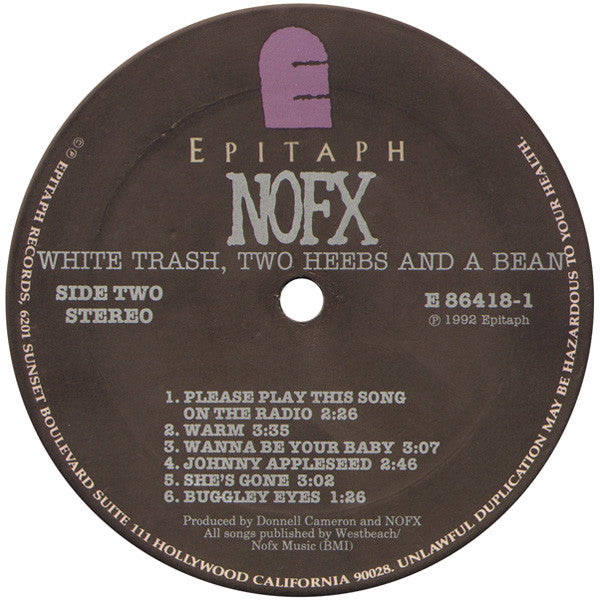 EPITAPH
NOFX
WHITE TRASH, TWO HEEBS AND A BEAN
SIDE TWO
STEREO
E 86418-1
℗ 1992 Epitaph
1. PLEASE PLAY THIS SONG
ON THE RADIO 2:26
2. WARM 3:35
3. WANNA BE YOUR BABY 3:07
4. JOHNNY APPLESEED 2:46
5. SHE'S GONE 3:02
6. BUGGLEY EYES 1:26
Produced by Donnell Cameron and NOFX
All songs published by Westbeach/
Nofx Music (BMI)
©℗ EPITAPH RECORDS, 6201 SUNSET BOULEVARD SUITE 111 HOLLYWOOD CALIFORNIA 90028. UNLAWFUL DUPLICATION MAY BE HAZARDOUS TO YOUR HEALTH.